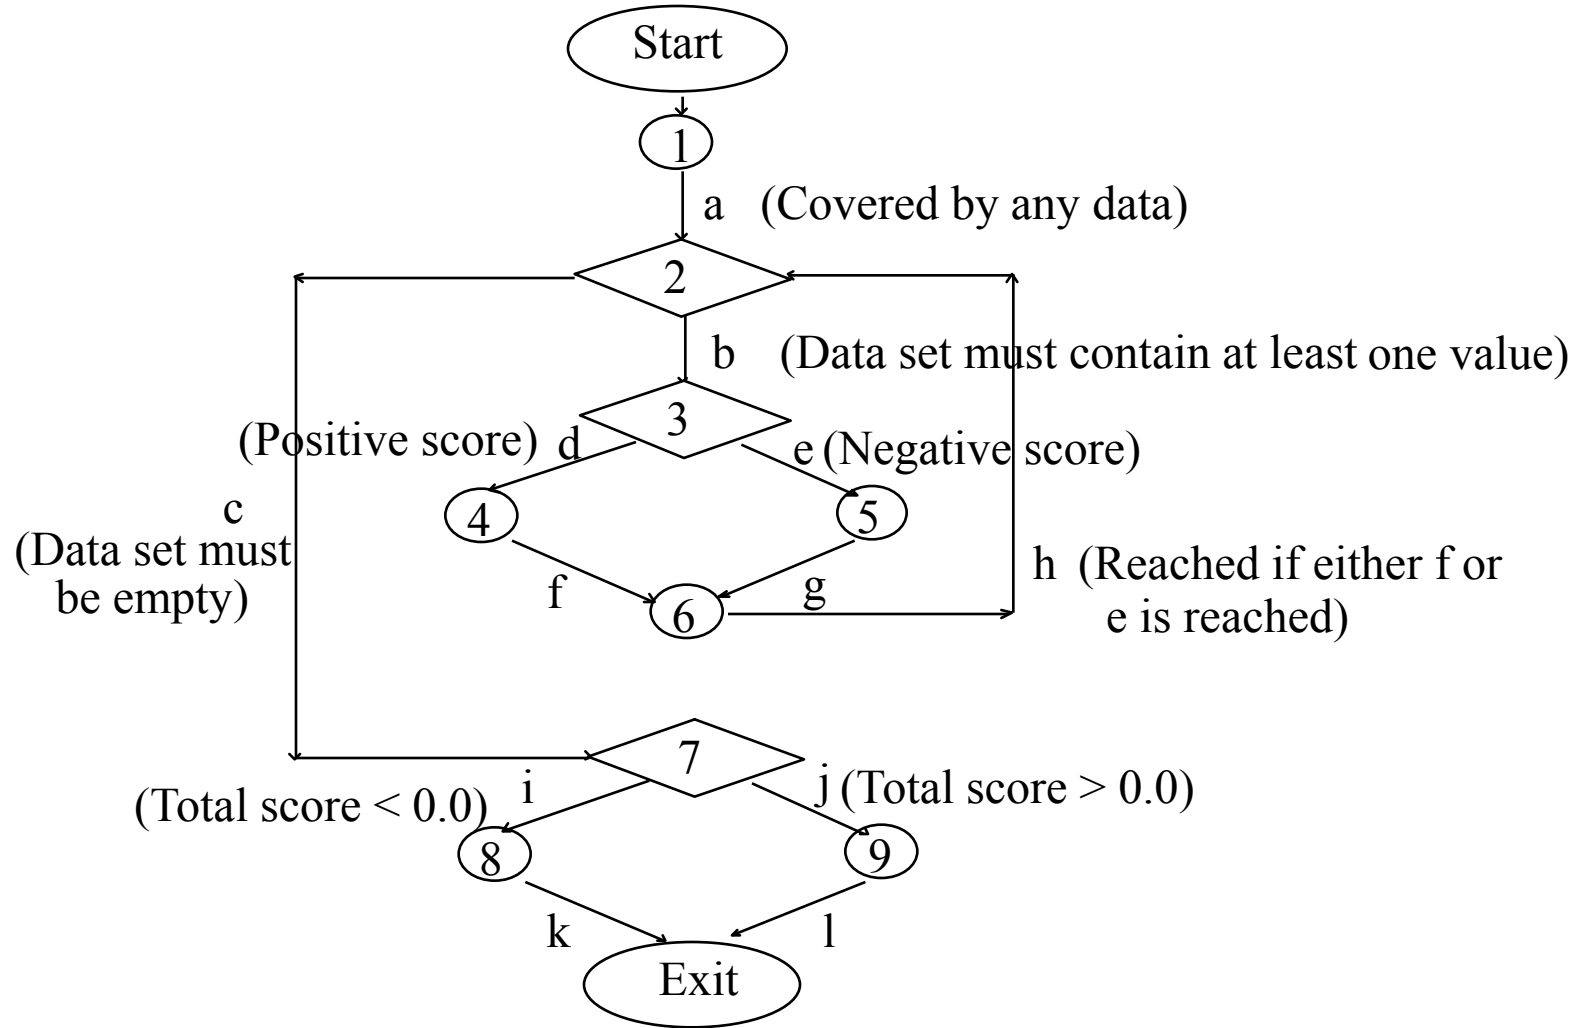 Start
1
a (Covered by any data)
2
b (Data set must contain at least one value)
3
(Positive score) d
e (Negative score)
c
(Data set must
be empty)
4
5
f
g
h (Reached if either f or
e is reached)
6
7
(Total score < 0.0) i
j (Total score > 0.0)
8
9
k
l
Exit